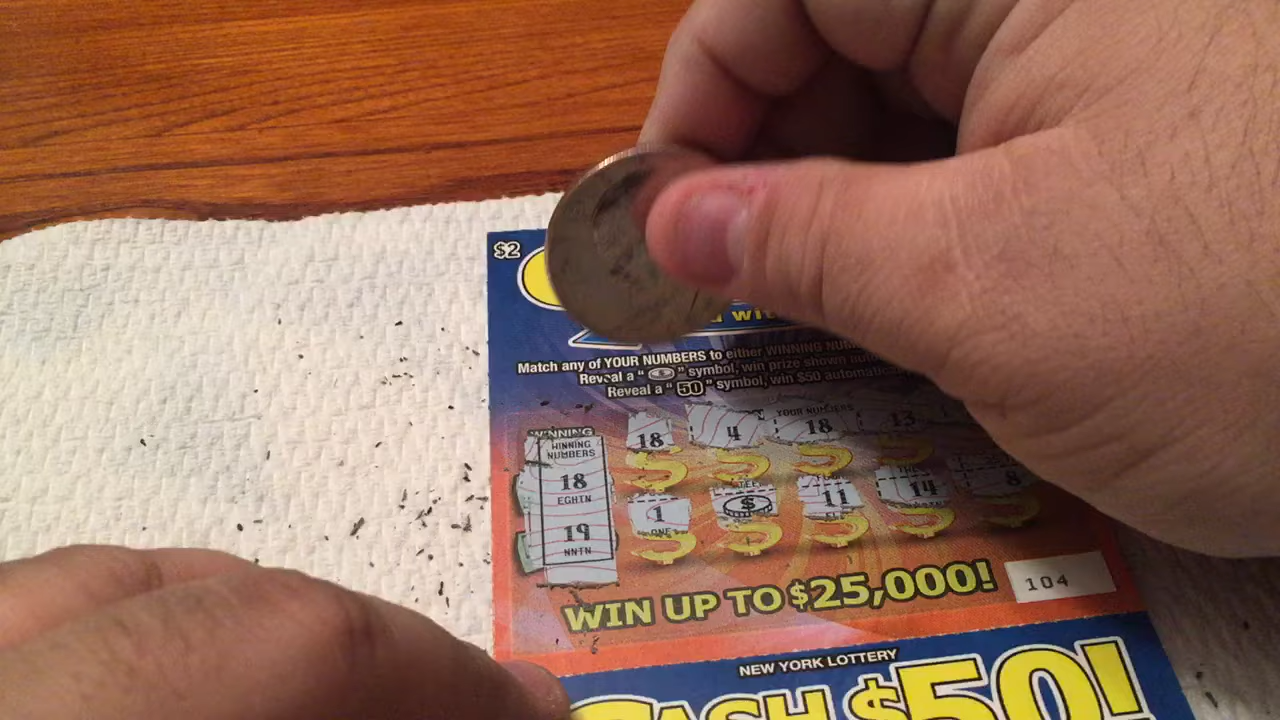 $2
Match any of YOUR NUMBERS to either WINNING
Reveal a " $ " symbol, win prize shown
Reveal a "50" symbol, win $50
YOUR NUMBERS
WINNING
WINNING
NUMBERS
18
EGHTN
19
NNTN
18 4 18 13
1 $ 11 14 8
ONE
WIN UP TO $25,000!
104
NEW YORK LOTTERY
CASH $50!